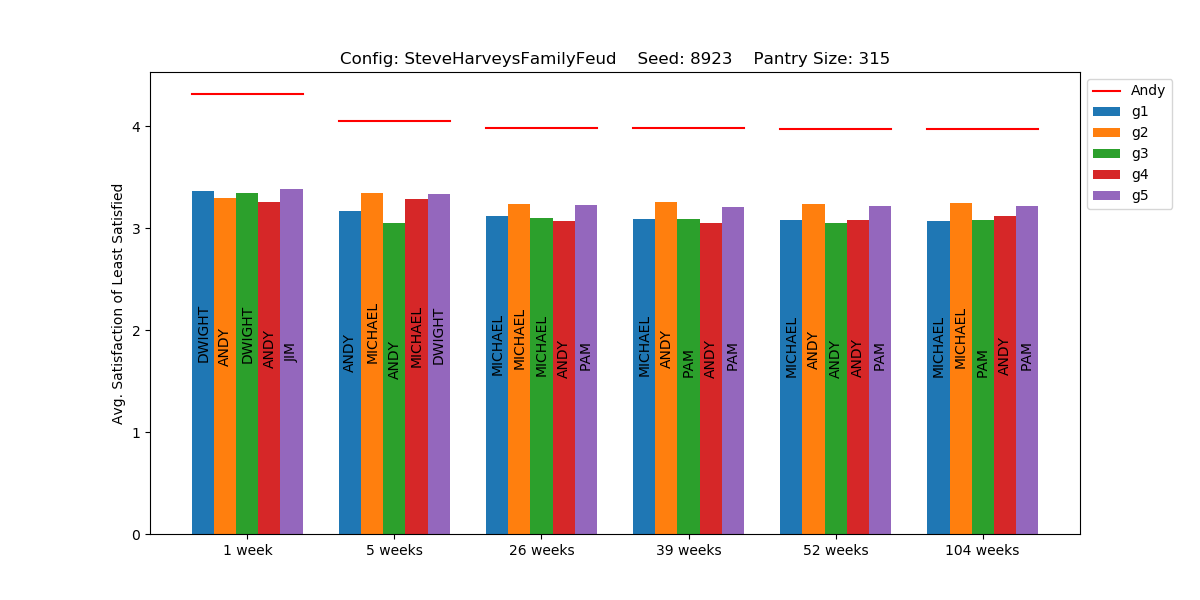 Config: SteveHarveysFamilyFeud    Seed: 8923    Pantry Size: 315
Avg. Satisfaction of Least Satisfied
4
3
2
1
0
DWIGHT
ANDY
DWIGHT
ANDY
JIM
ANDY
MICHAEL
ANDY
MICHAEL
DWIGHT
MICHAEL
MICHAEL
MICHAEL
ANDY
PAM
MICHAEL
ANDY
PAM
ANDY
PAM
MICHAEL
ANDY
ANDY
ANDY
PAM
MICHAEL
MICHAEL
PAM
ANDY
PAM
1 week
5 weeks
26 weeks
39 weeks
52 weeks
104 weeks
Andy
g1
g2
g3
g4
g5